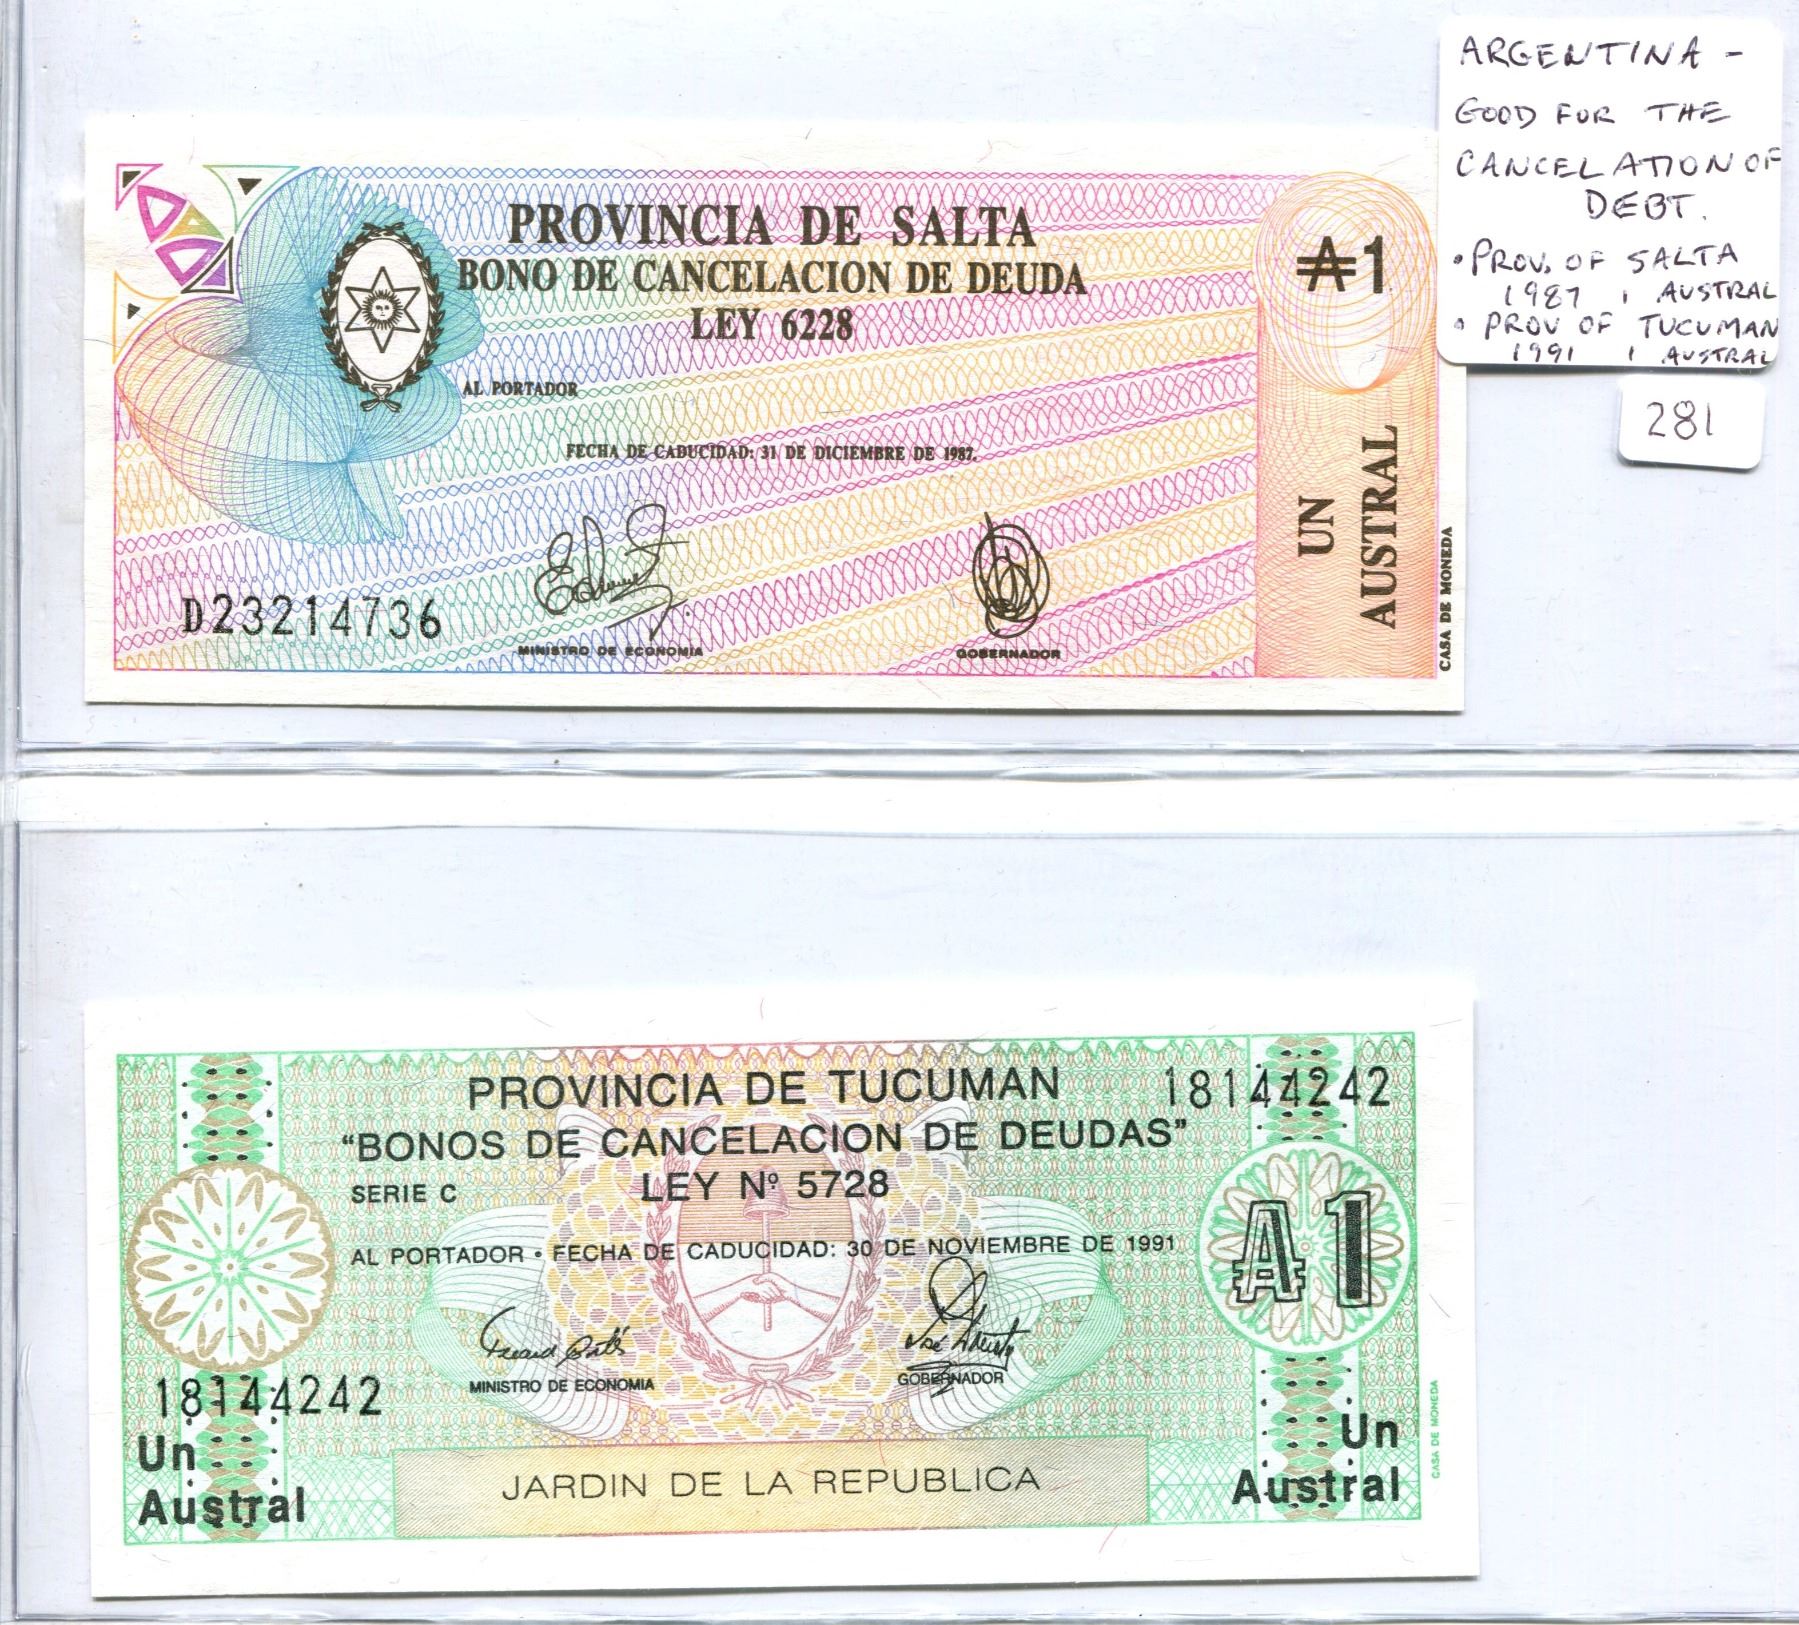 ARGENTINA -
GOOD FOR THE
CANCELATION OF
DEBT.
• PROV. OF SALTA
1987 1 AUSTRAL
• PROV OF TUCUMAN
1991 1 AUSTRAL
281
PROVINCIA DE SALTA
BONO DE CANCELACION DE DEUDA
LEY 6228
₳1
AL PORTADOR
FECHA DE CADUCIDAD: 31 DE DICIEMBRE DE 1987.
D23214736
MINISTRO DE ECONOMIA
GOBERNADOR
UN
AUSTRAL
CASA DE MONEDA
PROVINCIA DE TUCUMAN
18144242
“BONOS DE CANCELACION DE DEUDAS”
SERIE C
LEY Nº 5728
₳1
AL PORTADOR • FECHA DE CADUCIDAD: 30 DE NOVIEMBRE DE 1991
MINISTRO DE ECONOMIA
GOBERNADOR
18144242
Un
Austral
JARDIN DE LA REPUBLICA
Un
Austral
CASA DE MONEDA